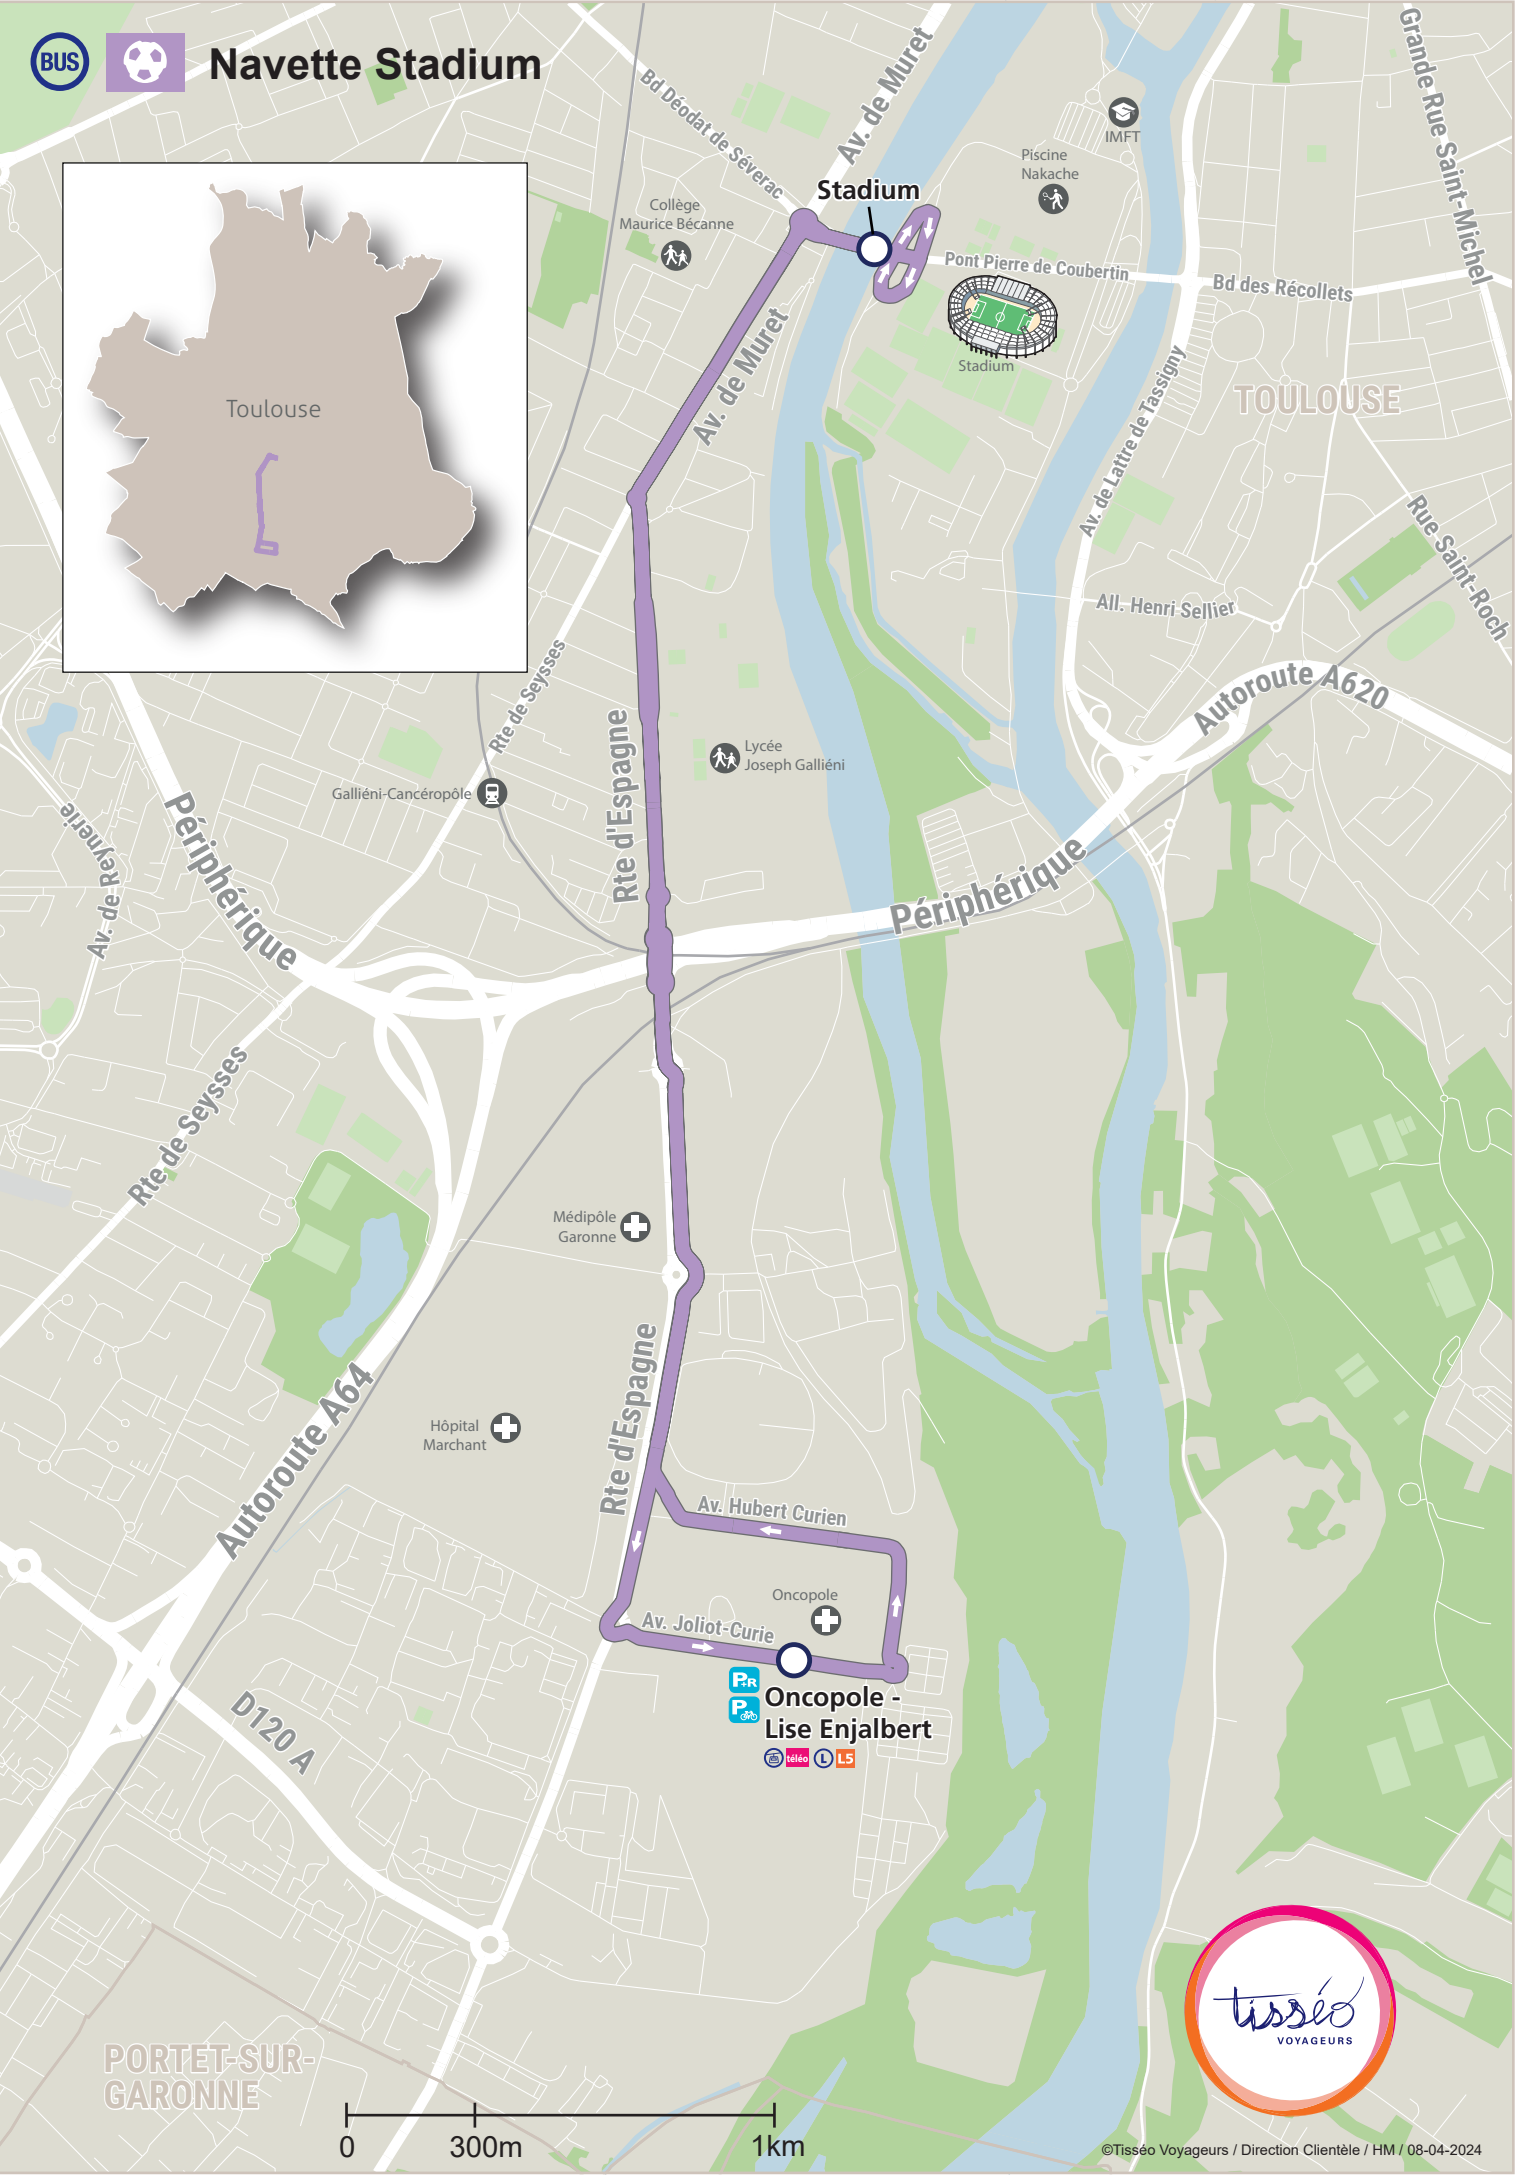 BUS
Navette Stadium
Bd Déodat de Séverac
Av. de Muret
Grande Rue Saint-Michel
IMFT
Piscine
Nakache
Stadium
Collège
Maurice Bécanne
Pont Pierre de Coubertin
Bd des Récollets
Av. de Muret
Stadium
Av. de Lattre de Tassigny
TOULOUSE
Toulouse
Rue Saint-Roch
All. Henri Sellier
Rte de Seysses
Autoroute A620
Rte d'Espagne
Lycée
Joseph Galliéni
Galliéni-Cancéropôle
Av. de Reynerie
Périphérique
Périphérique
Rte de Seysses
Médipôle
Garonne
Rte d'Espagne
Autoroute A64
Hôpital
Marchant
Av. Hubert Curien
Oncopole
Av. Joliot-Curie
P+R
P
Oncopole -
Lise Enjalbert
téléo L L5
D120 A
tisséo
VOYAGEURS
PORTET-SUR-
GARONNE
0 300m 1km
©Tisséo Voyageurs / Direction Clientèle / HM / 08-04-2024